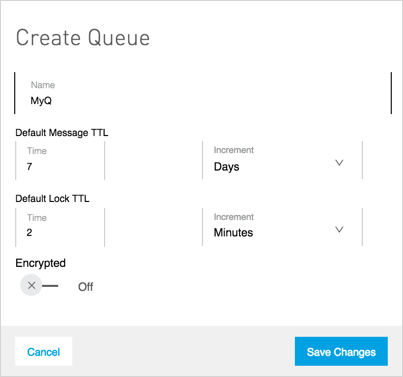 Create Queue
Name
MyQ
Default Message TTL
Time Increment
7 Days
Default Lock TTL
Time Increment
2 Minutes
Encrypted
Off
Cancel Save Changes